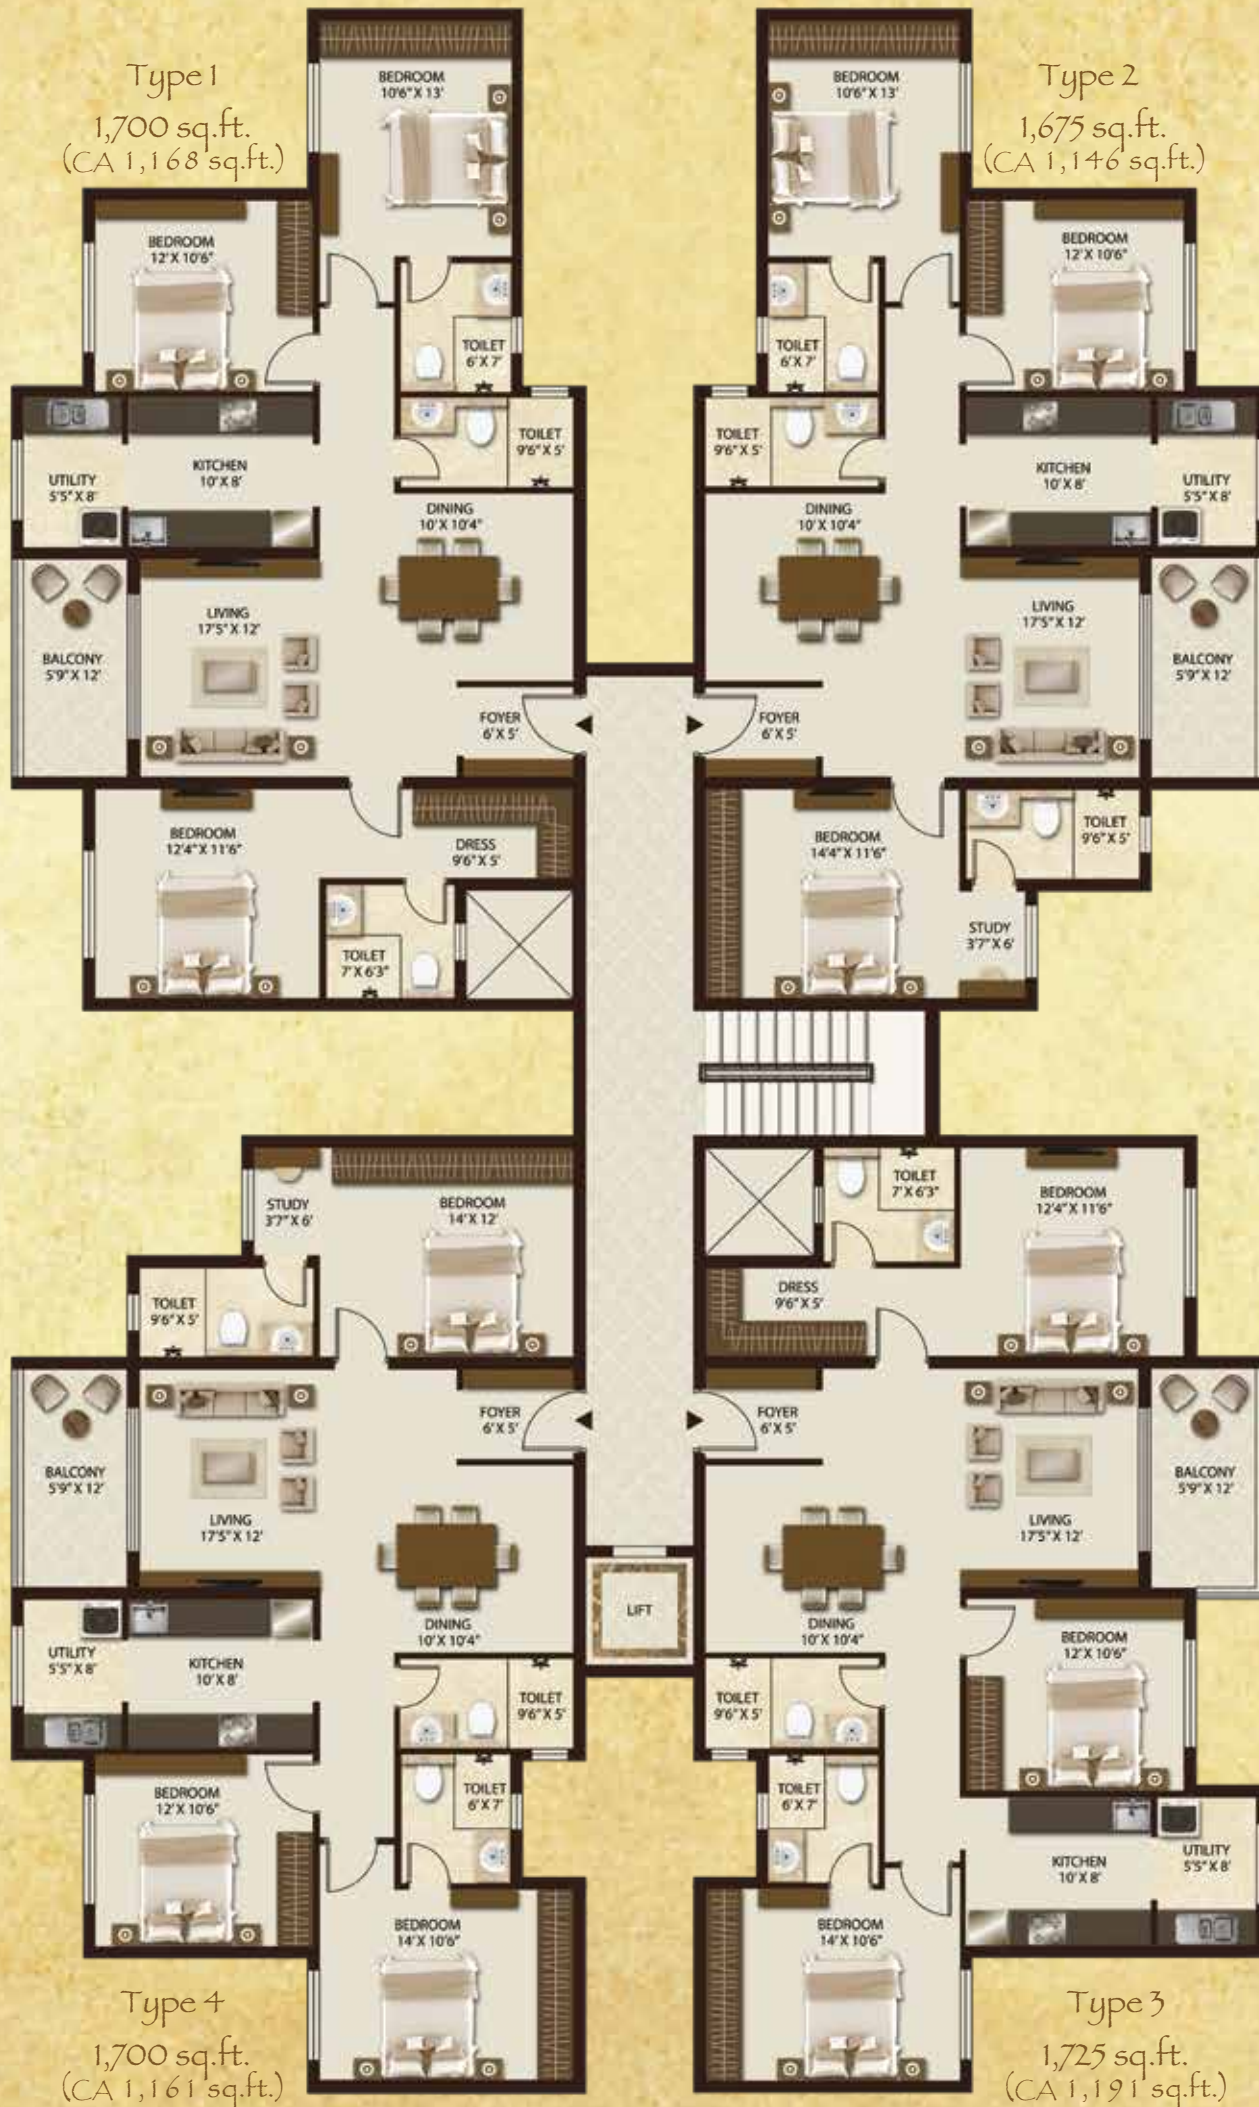 Type 1
1,700 sq.ft.
(CA 1,168 sq.ft.)
BEDROOM
10'6" X 13'
BEDROOM
12' X 10'6"
TOILET
6' X 7'
TOILET
9'6" X 5'
KITCHEN
10' X 8'
UTILITY
5'5" X 8'
DINING
10' X 10'4"
LIVING
17'5" X 12'
BALCONY
5'9" X 12'
FOYER
6' X 5'
BEDROOM
12'4" X 11'6"
DRESS
9'6" X 5'
TOILET
7' X 6'3"
Type 2
1,675 sq.ft.
(CA 1,146 sq.ft.)
BEDROOM
10'6" X 13'
BEDROOM
12' X 10'6"
TOILET
6' X 7'
TOILET
9'6" X 5'
KITCHEN
10' X 8'
UTILITY
5'5" X 8'
DINING
10' X 10'4"
LIVING
17'5" X 12'
BALCONY
5'9" X 12'
FOYER
6' X 5'
BEDROOM
14'4" X 11'6"
TOILET
9'6" X 5'
STUDY
3'7" X 6'
STUDY
3'7" X 6'
BEDROOM
14' X 12'
TOILET
9'6" X 5'
FOYER
6' X 5'
BALCONY
5'9" X 12'
LIVING
17'5" X 12'
DINING
10' X 10'4"
UTILITY
5'5" X 8'
KITCHEN
10' X 8'
TOILET
9'6" X 5'
TOILET
6' X 7'
BEDROOM
12' X 10'6"
BEDROOM
14' X 10'6"
Type 4
1,700 sq.ft.
(CA 1,161 sq.ft.)
LIFT
TOILET
7' X 6'3"
BEDROOM
12'4" X 11'6"
DRESS
9'6" X 5'
FOYER
6' X 5'
BALCONY
5'9" X 12'
LIVING
17'5" X 12'
DINING
10' X 10'4"
BEDROOM
12' X 10'6"
TOILET
9'6" X 5'
TOILET
6' X 7'
KITCHEN
10' X 8'
UTILITY
5'5" X 8'
BEDROOM
14' X 10'6"
Type 3
1,725 sq.ft.
(CA 1,191 sq.ft.)